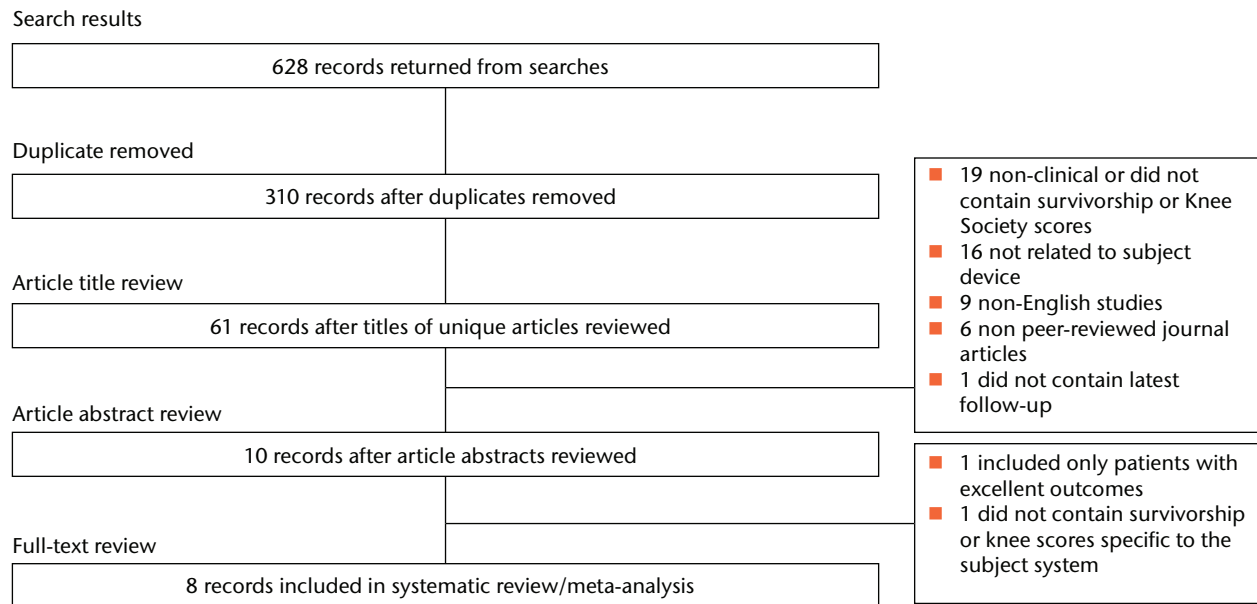 Search results
628 records returned from searches
Duplicate removed
310 records after duplicates removed
Article title review
61 records after titles of unique articles reviewed
19 non-clinical or did not
contain survivorship or Knee
Society scores
16 not related to subject
device
9 non-English studies
6 non peer-reviewed journal
articles
1 did not contain latest
follow-up
Article abstract review
10 records after article abstracts reviewed
1 included only patients with
excellent outcomes
1 did not contain survivorship
or knee scores specific to the
subject system
Full-text review
8 records included in systematic review/meta-analysis